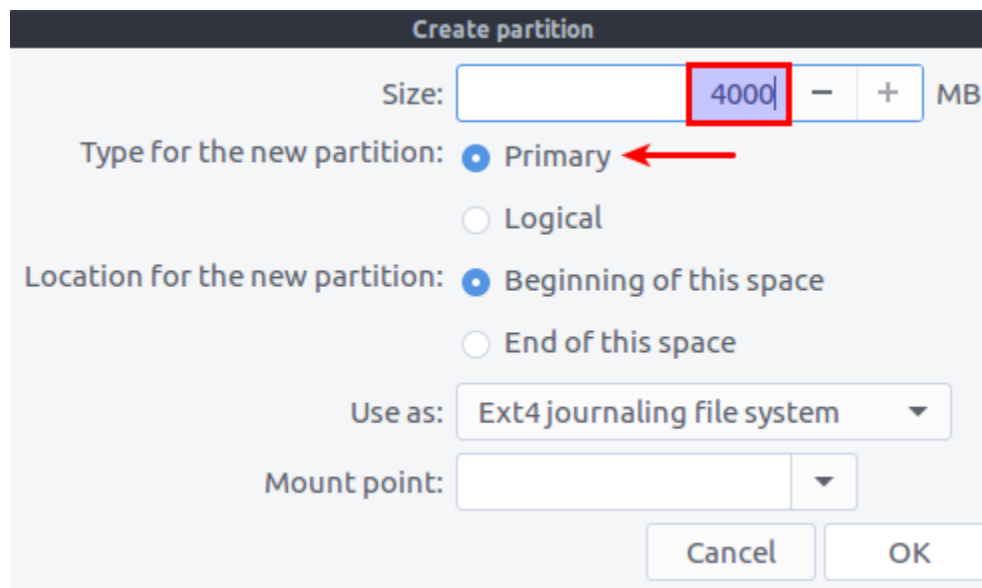 Create partition
Size: 4000 − + MB
Type for the new partition: Primary
Logical
Location for the new partition: Beginning of this space
End of this space
Use as: Ext4 journaling file system
Mount point:
Cancel OK